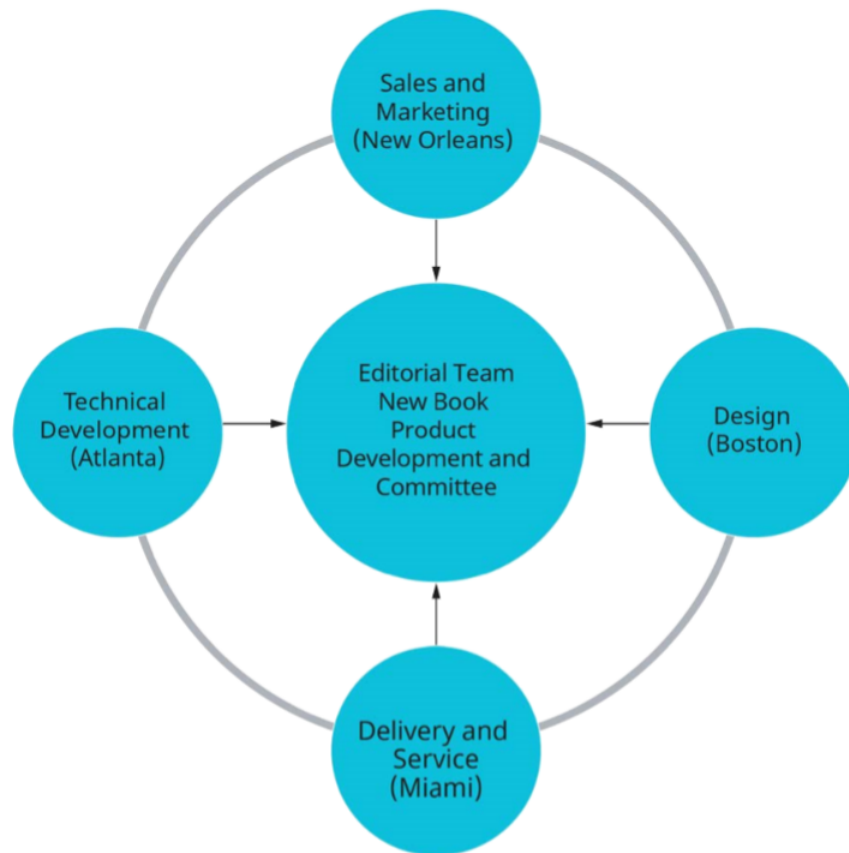 Sales and
Marketing
(New Orleans)
Technical
Development
(Atlanta)
Editorial Team
New Book
Product
Development and
Committee
Design
(Boston)
Delivery and
Service
(Miami)